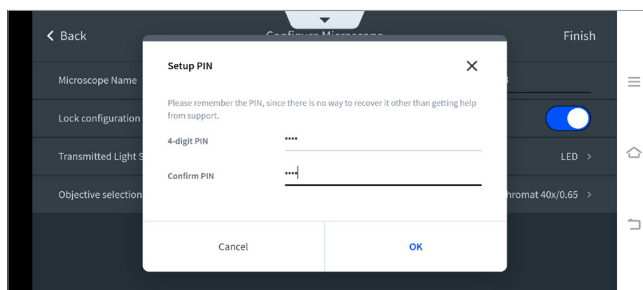 Back
Configure Microscope
Finish
Setup PIN
Microscope Name
Please remember the PIN, since there is no way to recover it other than getting help
from support.
Lock configuration
4-digit PIN ••••
Transmitted Light S
LED
Confirm PIN ••••
Objective selection
hromat 40x/0.65
Cancel
OK